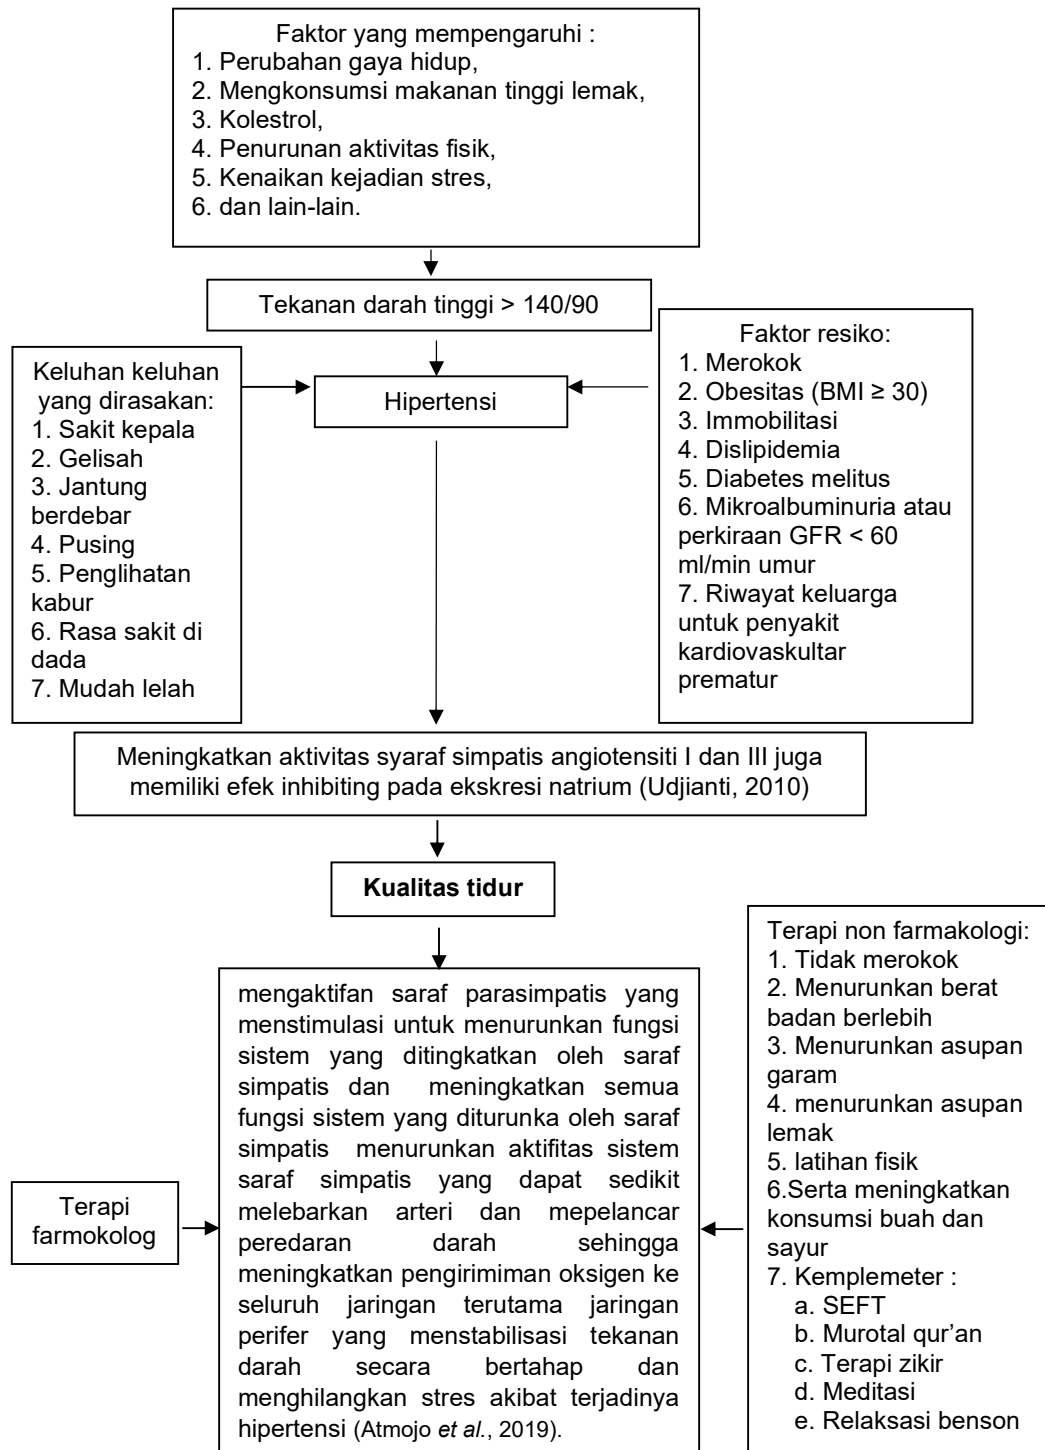 Faktor yang mempengaruhi :
1. Perubahan gaya hidup,
2. Mengkonsumsi makanan tinggi lemak,
3. Kolestrol,
4. Penurunan aktivitas fisik,
5. Kenaikan kejadian stres,
6. dan lain-lain.
Tekanan darah tinggi > 140/90
Keluhan keluhan
yang dirasakan:
1. Sakit kepala
2. Gelisah
3. Jantung
berdebar
4. Pusing
5. Penglihatan
kabur
6. Rasa sakit di
dada
7. Mudah lelah
Hipertensi
Faktor resiko:
1. Merokok
2. Obesitas (BMI ≥ 30)
3. Immobilitasi
4. Dislipidemia
5. Diabetes melitus
6. Mikroalbuminuria atau
perkiraan GFR < 60
ml/min umur
7. Riwayat keluarga
untuk penyakit
kardiovaskultar
prematur
Meningkatkan aktivitas syaraf simpatis angiotensiti I dan III juga
memiliki efek inhibiting pada ekskresi natrium (Udjianti, 2010)
Kualitas tidur
mengaktifan saraf parasimpatis yang
menstimulasi untuk menurunkan fungsi
sistem yang ditingkatkan oleh saraf
simpatis dan meningkatkan semua
fungsi sistem yang diturunka oleh saraf
simpatis menurunkan aktifitas sistem
saraf simpatis yang dapat sedikit
melebarkan arteri dan mepelancar
peredaran darah sehingga
meningkatkan pengirimiman oksigen ke
seluruh jaringan terutama jaringan
perifer yang menstabilisasi tekanan
darah secara bertahap dan
menghilangkan stres akibat terjadinya
hipertensi (Atmojo et al., 2019).
Terapi
farmokolog
Terapi non farmakologi:
1. Tidak merokok
2. Menurunkan berat
badan berlebih
3. Menurunkan asupan
garam
4. menurunkan asupan
lemak
5. latihan fisik
6.Serta meningkatkan
konsumsi buah dan
sayur
7. Kemplemeter :
a. SEFT
b. Murotal qur’an
c. Terapi zikir
d. Meditasi
e. Relaksasi benson